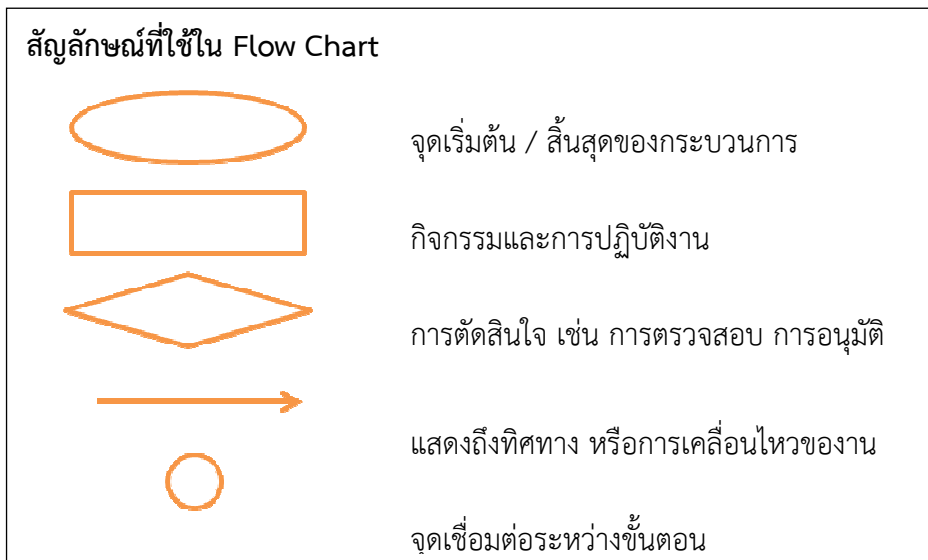 สัญลักษณ์ที่ใช้ใน Flow Chart
จุดเริ่มต้น / สิ้นสุดของกระบวนการ
กิจกรรมและการปฏิบัติงาน
การตัดสินใจ เช่น การตรวจสอบ การอนุมัติ
แสดงถึงทิศทาง หรือการเคลื่อนไหวของงาน
จุดเชื่อมต่อระหว่างขั้นตอน